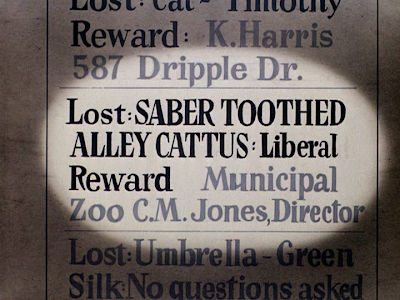 Lost: Cat ~ Timothy
Reward: K.Harris
587 Dripple Dr.
Lost: SABER TOOTHED
ALLEY CATTUS: Liberal
Reward Municipal
Zoo C.M. Jones, Director
Lost: Umbrella - Green
Silk: No questions asked